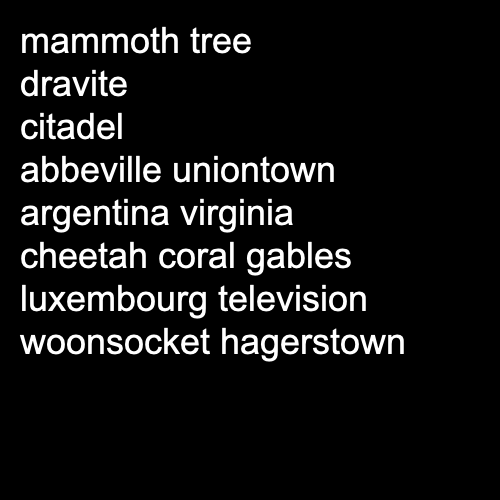 mammoth tree
dravite
citadel
abbeville uniontown
argentina virginia
cheetah coral gables
luxembourg television
woonsocket hagerstown